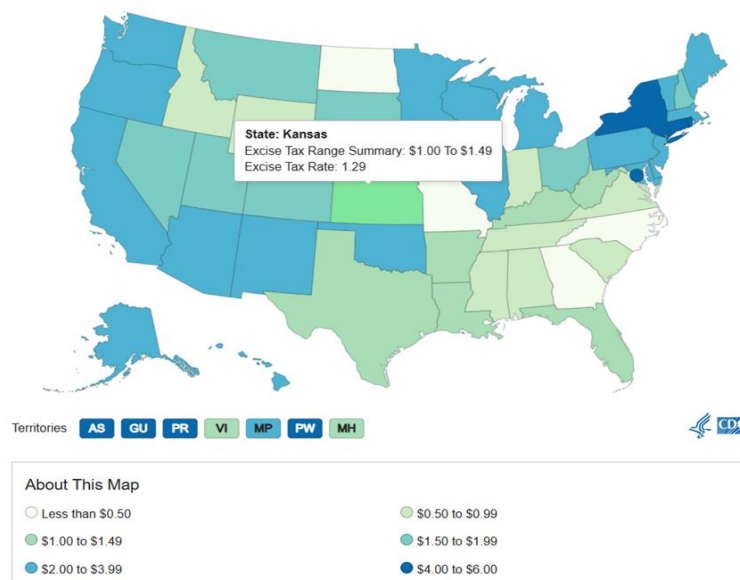 State: Kansas
Excise Tax Range Summary: $1.00 To $1.49
Excise Tax Rate: 1.29
Territories AS GU PR VI MP PW MH
CDC
About This Map
Less than $0.50 $0.50 to $0.99
$1.00 to $1.49 $1.50 to $1.99
$2.00 to $3.99 $4.00 to $6.00